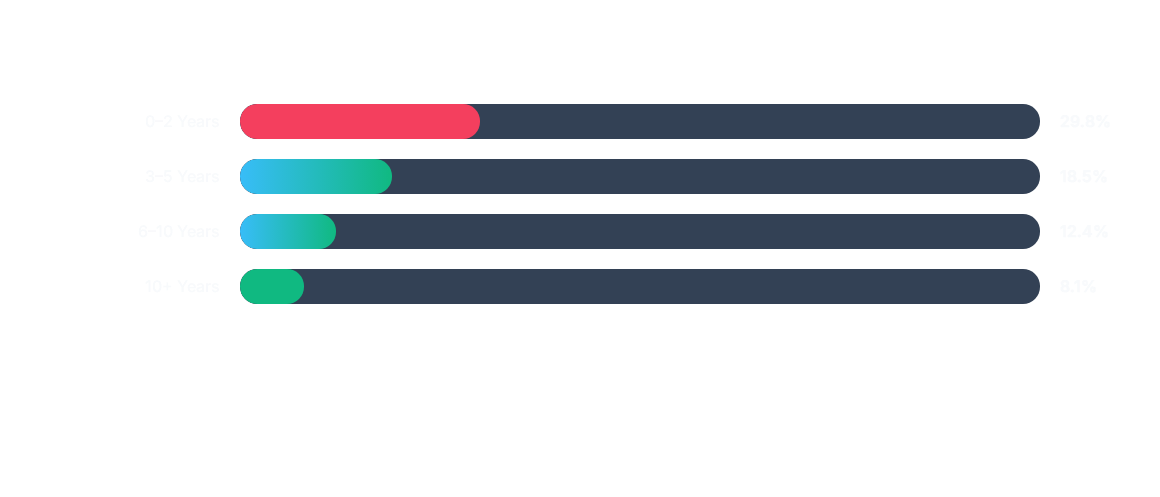 0-2 Years 29.8%
3-5 Years 18.5%
6-10 Years 12.4%
10+ Years 8.1%